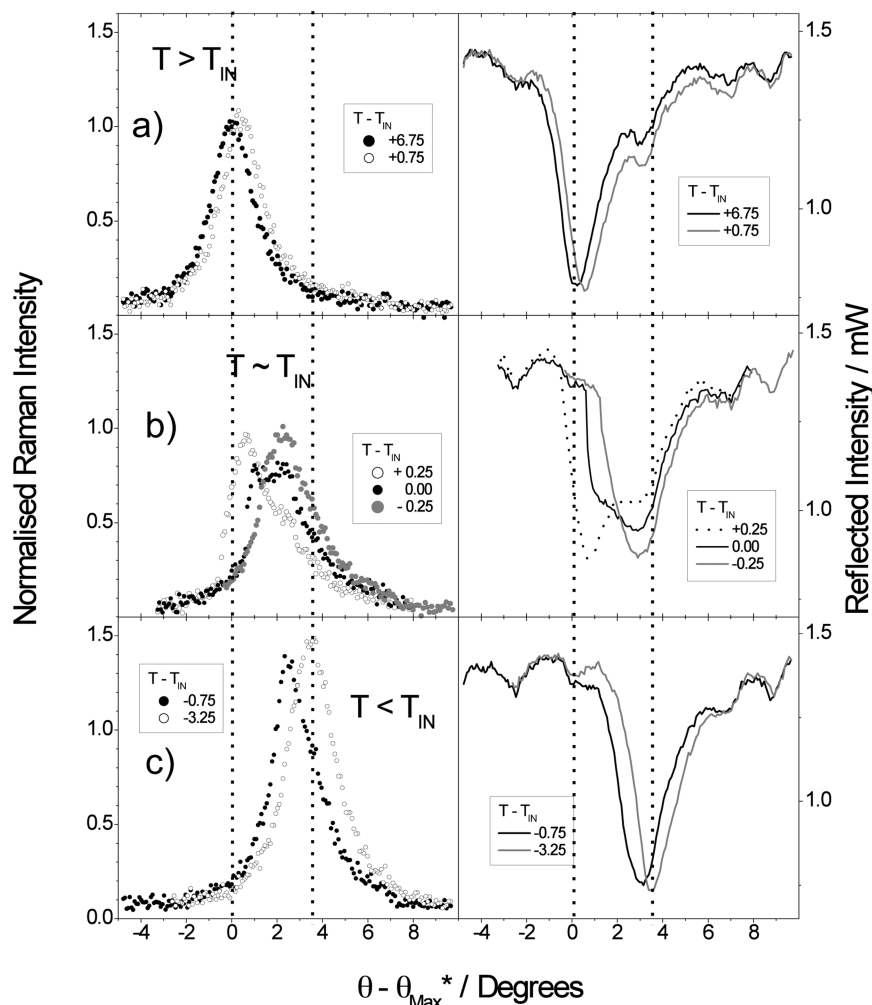 1.5
1.0
0.5
T > T_IN
a)
T - T_IN
+6.75
+0.75
T - T_IN
+6.75
+0.75
1.5
1.0
1.5
1.0
0.5
T ~ T_IN
b)
T - T_IN
+ 0.25
0.00
- 0.25
T - T_IN
+0.25
0.00
-0.25
1.5
1.0
1.5
1.0
0.5
0.0
T - T_IN
-0.75
-3.25
T < T_IN
c)
T - T_IN
-0.75
-3.25
1.5
1.0
-4 -2 0 2 4 6 8
-4 -2 0 2 4 6 8
Normalised Raman Intensity
Reflected Intensity / mW
θ - θ_Max* / Degrees